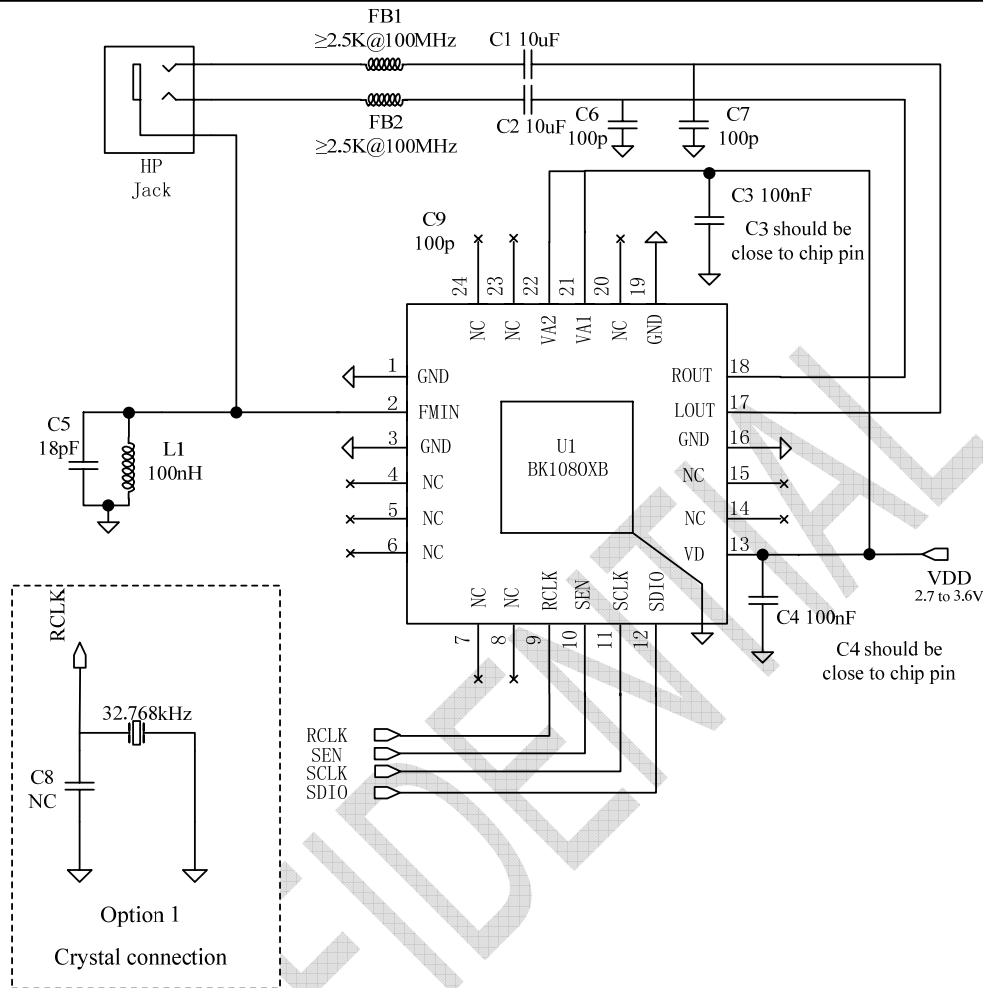 FB1
≥2.5K@100MHz
C1 10uF
FB2
≥2.5K@100MHz
C2 10uF
C6
100p
C7
100p
HP
Jack
C9
100p
C3 100nF
C3 should be
close to chip pin
24
23
22
21
20
19
NC
NC
VA2
VA1
NC
GND
1
GND
2
FMIN
3
GND
4
NC
5
NC
6
NC
U1
BK1080XB
ROUT
18
LOUT
17
GND
16
NC
15
NC
14
VD
13
C5
18pF
L1
100nH
VDD
2.7 to 3.6V
C4 100nF
C4 should be
close to chip pin
NC
NC
RCLK
SEN
SCLK
SDIO
7
8
9
10
11
12
RCLK
SEN
SCLK
SDIO
RCLK
32.768kHz
C8
NC
Option 1
Crystal connection
FIDENTIAL